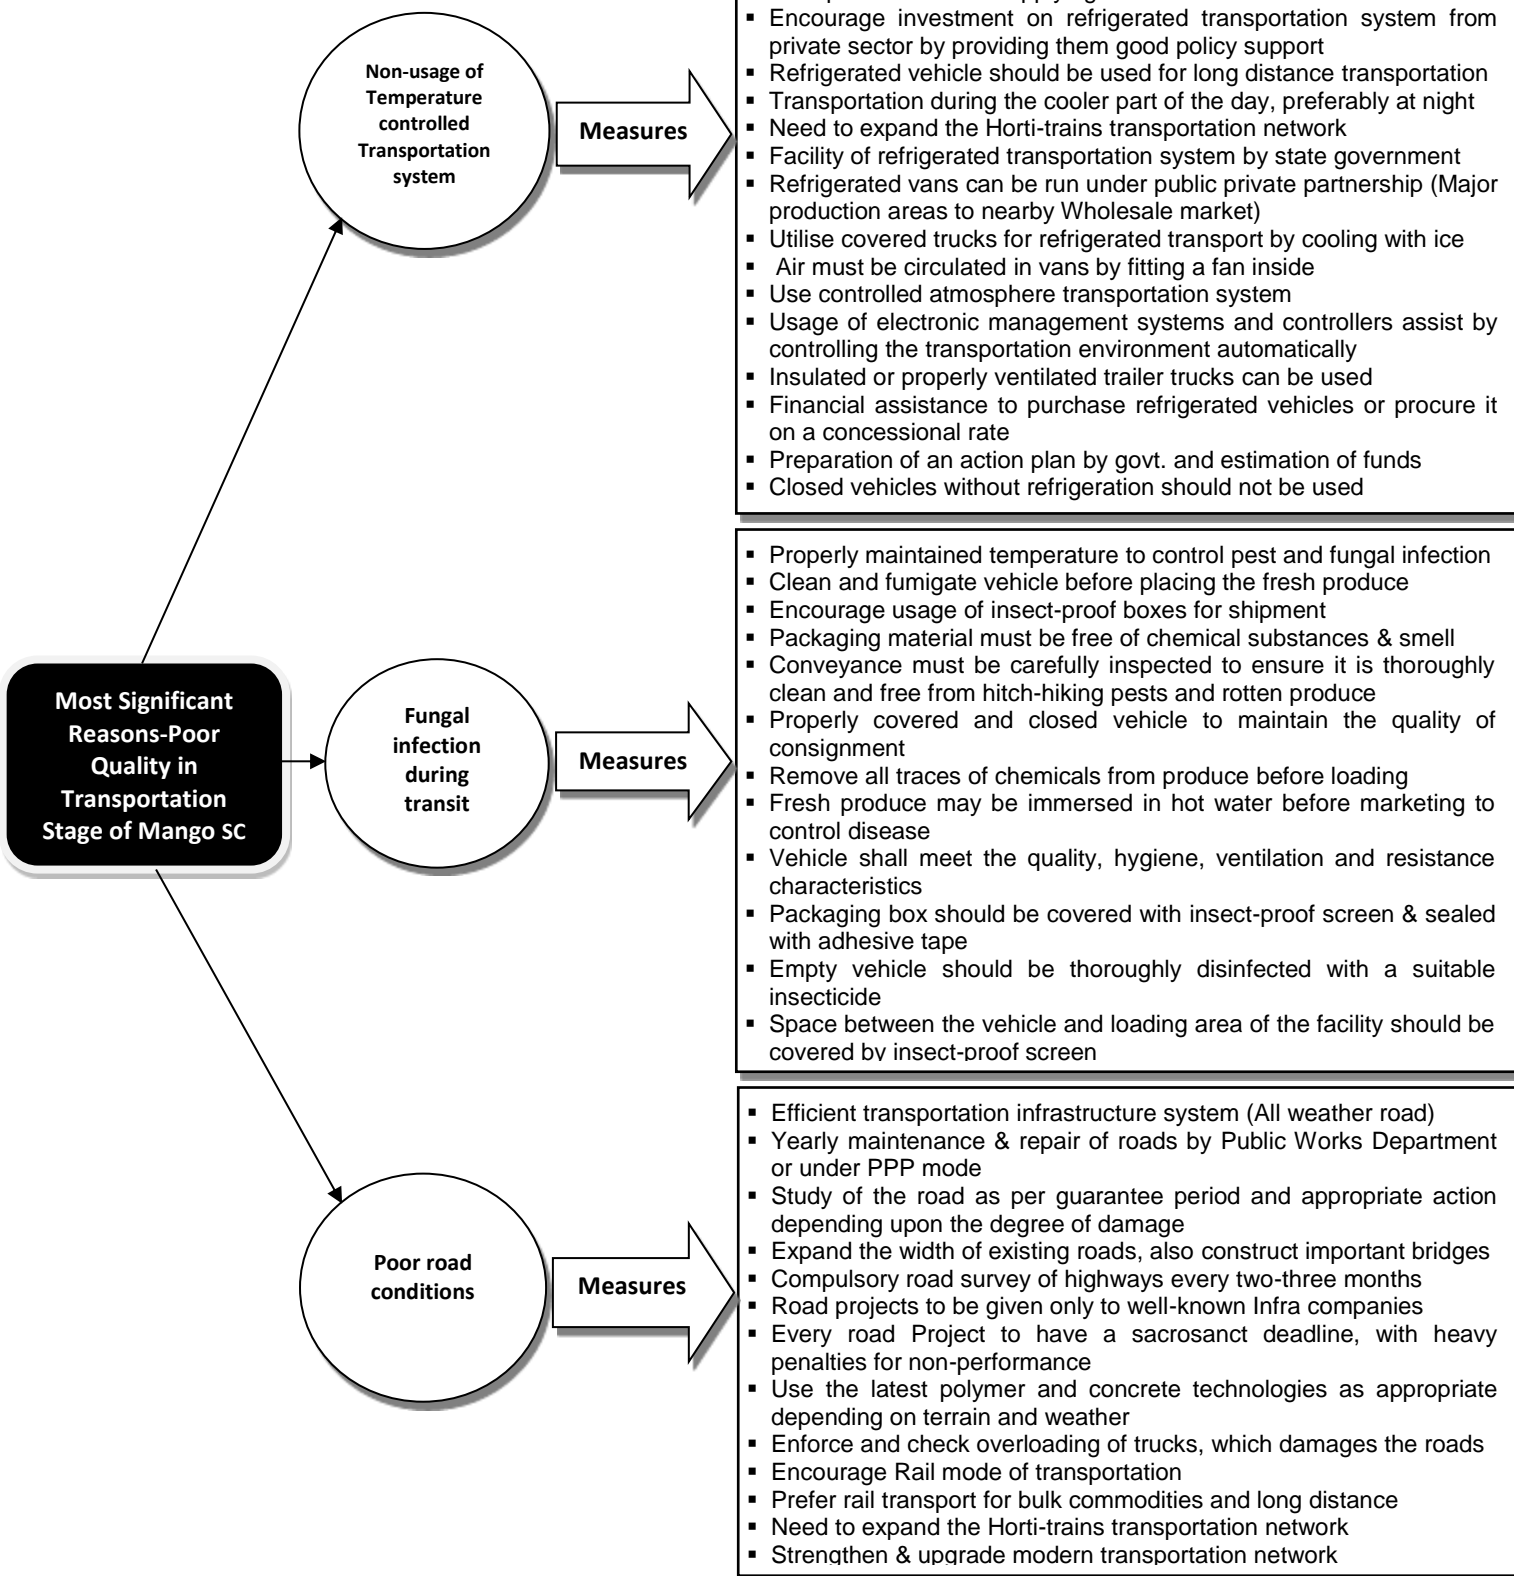 Non-usage of
Temperature
controlled
Transportation
system
Measures
▪ Encourage investment on refrigerated transportation system from
private sector by providing them good policy support
▪ Refrigerated vehicle should be used for long distance transportation
▪ Transportation during the cooler part of the day, preferably at night
▪ Need to expand the Horti-trains transportation network
▪ Facility of refrigerated transportation system by state government
▪ Refrigerated vans can be run under public private partnership (Major
production areas to nearby Wholesale market)
▪ Utilise covered trucks for refrigerated transport by cooling with ice
▪ Air must be circulated in vans by fitting a fan inside
▪ Use controlled atmosphere transportation system
▪ Usage of electronic management systems and controllers assist by
controlling the transportation environment automatically
▪ Insulated or properly ventilated trailer trucks can be used
▪ Financial assistance to purchase refrigerated vehicles or procure it
on a concessional rate
▪ Preparation of an action plan by govt. and estimation of funds
▪ Closed vehicles without refrigeration should not be used
Most Significant
Reasons-Poor
Quality in
Transportation
Stage of Mango SC
Fungal
infection
during
transit
Measures
▪ Properly maintained temperature to control pest and fungal infection
▪ Clean and fumigate vehicle before placing the fresh produce
▪ Encourage usage of insect-proof boxes for shipment
▪ Packaging material must be free of chemical substances & smell
▪ Conveyance must be carefully inspected to ensure it is thoroughly
clean and free from hitch-hiking pests and rotten produce
▪ Properly covered and closed vehicle to maintain the quality of
consignment
▪ Remove all traces of chemicals from produce before loading
▪ Fresh produce may be immersed in hot water before marketing to
control disease
▪ Vehicle shall meet the quality, hygiene, ventilation and resistance
characteristics
▪ Packaging box should be covered with insect-proof screen & sealed
with adhesive tape
▪ Empty vehicle should be thoroughly disinfected with a suitable
insecticide
▪ Space between the vehicle and loading area of the facility should be
covered by insect-proof screen
Poor road
conditions
Measures
▪ Efficient transportation infrastructure system (All weather road)
▪ Yearly maintenance & repair of roads by Public Works Department
or under PPP mode
▪ Study of the road as per guarantee period and appropriate action
depending upon the degree of damage
▪ Expand the width of existing roads, also construct important bridges
▪ Compulsory road survey of highways every two-three months
▪ Road projects to be given only to well-known Infra companies
▪ Every road Project to have a sacrosanct deadline, with heavy
penalties for non-performance
▪ Use the latest polymer and concrete technologies as appropriate
depending on terrain and weather
▪ Enforce and check overloading of trucks, which damages the roads
▪ Encourage Rail mode of transportation
▪ Prefer rail transport for bulk commodities and long distance
▪ Need to expand the Horti-trains transportation network
▪ Strengthen & upgrade modern transportation network